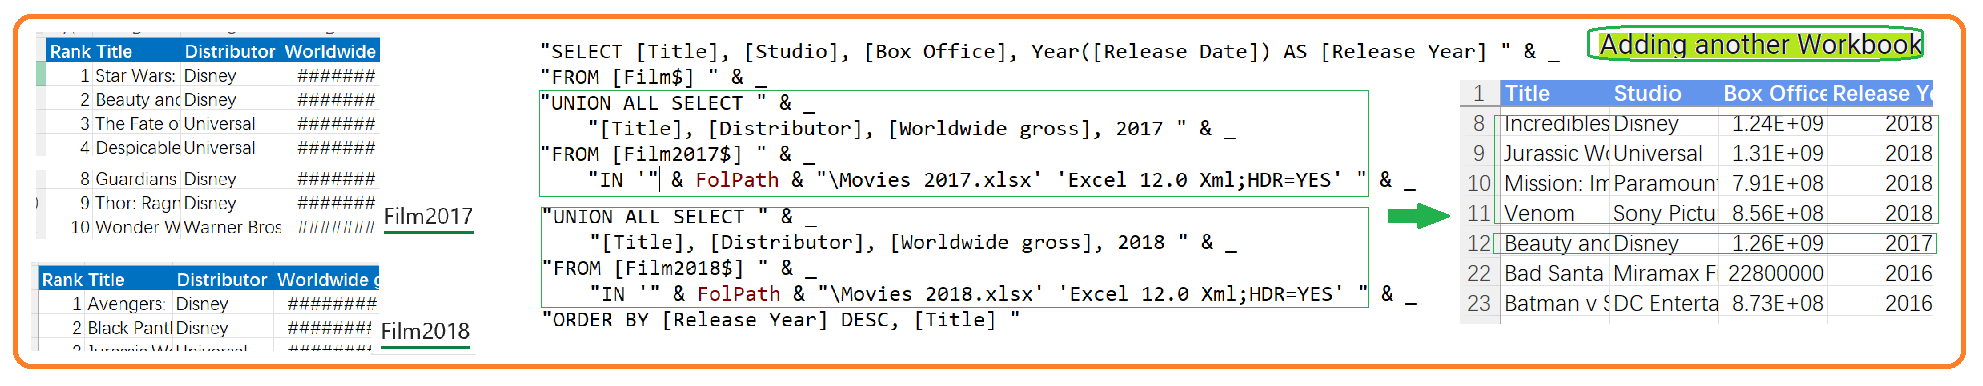 Rank Title Distributor Worldwide
1 Star Wars: Disney #######
2 Beauty anc Disney #######
3 The Fate o Universal #######
4 Despicable Universal #######
8 Guardians Disney #######
9 Thor: Ragn Disney #######
10 Wonder W Warner Bros #######
Film2017
Rank Title Distributor Worldwide g
1 Avengers: Disney ########
2 Black Pantl Disney ########
Film2018
"SELECT [Title], [Studio], [Box Office], Year([Release Date]) AS [Release Year] " & _
"FROM [Film$] " & _
"UNION ALL SELECT " & _
"[Title], [Distributor], [Worldwide gross], 2017 " & _
"FROM [Film2017$] " & _
"IN '" & FolPath & "\Movies 2017.xlsx' 'Excel 12.0 Xml;HDR=YES' " & _
"UNION ALL SELECT " & _
"[Title], [Distributor], [Worldwide gross], 2018 " & _
"FROM [Film2018$] " & _
"IN '" & FolPath & "\Movies 2018.xlsx' 'Excel 12.0 Xml;HDR=YES' " & _
"ORDER BY [Release Year] DESC, [Title] "
Adding another Workbook
1 Title Studio Box Office Release Ye
8 Incredibles Disney 1.24E+09 2018
9 Jurassic Wo Universal 1.31E+09 2018
10 Mission: Im Paramount 7.91E+08 2018
11 Venom Sony Pictu 8.56E+08 2018
12 Beauty anc Disney 1.26E+09 2017
22 Bad Santa Miramax F 22800000 2016
23 Batman v S DC Enterta 8.73E+08 2016